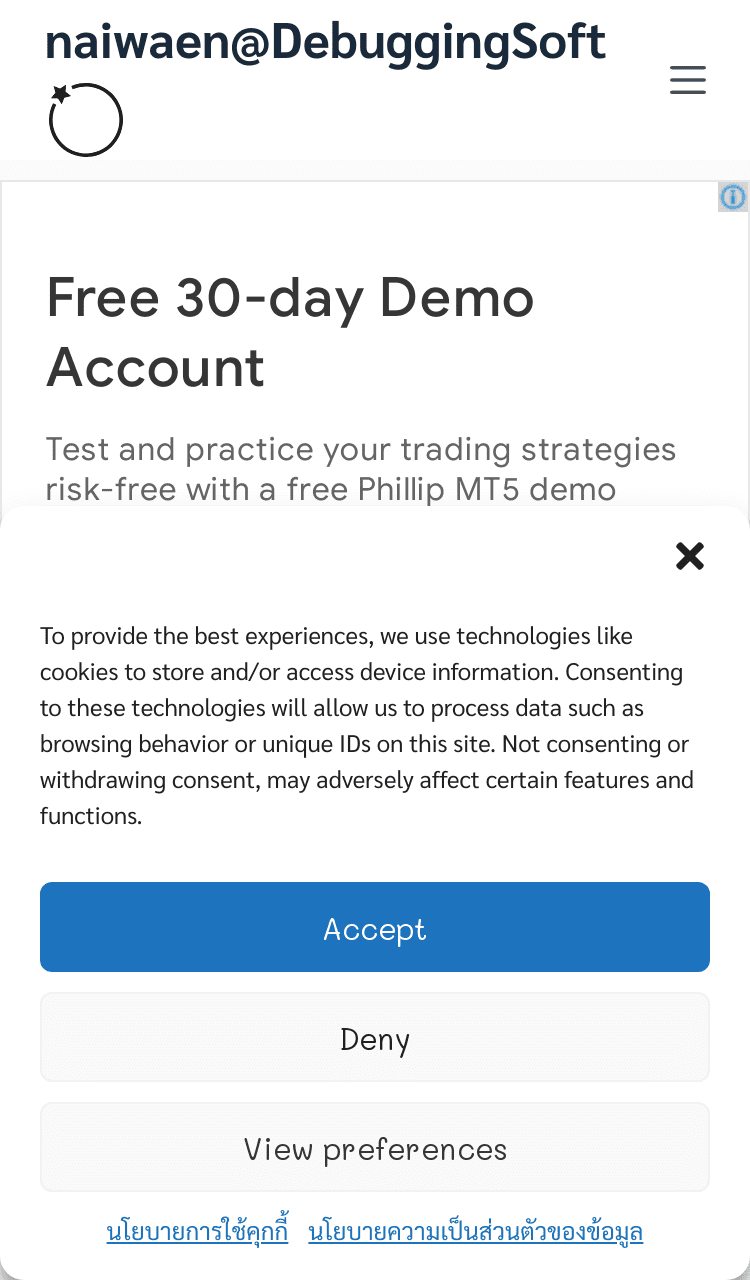 naiwaen@DebuggingSoft
Free 30-day Demo
Account
Test and practice your trading strategies
risk-free with a free Phillip MT5 demo
To provide the best experiences, we use technologies like
cookies to store and/or access device information. Consenting
to these technologies will allow us to process data such as
browsing behavior or unique IDs on this site. Not consenting or
withdrawing consent, may adversely affect certain features and
functions.
Accept
Deny
View preferences
นโยบายการใช้คุกกี้ นโยบายความเป็นส่วนตัวของข้อมูล